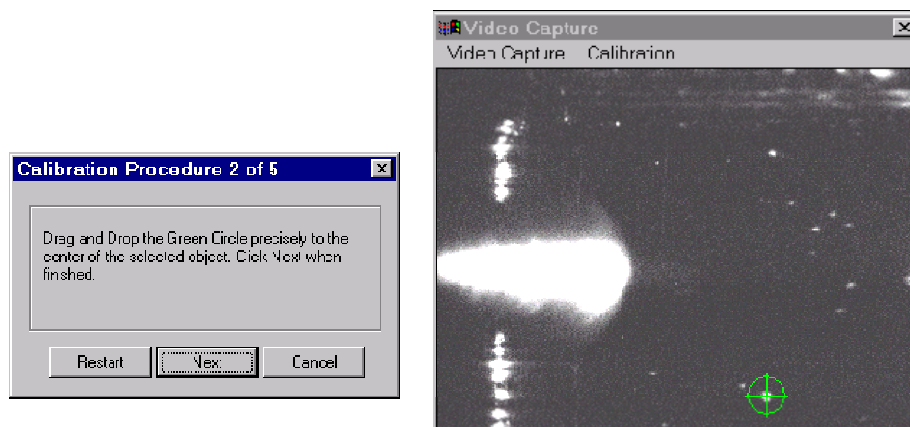 Calibration Procedure 2 of 5
Drag and Drop the Green Circle precisely to the
center of the selected object. Click Next when
finished.
Restart
Next
Cancel
Video Capture
Video Capture Calibration